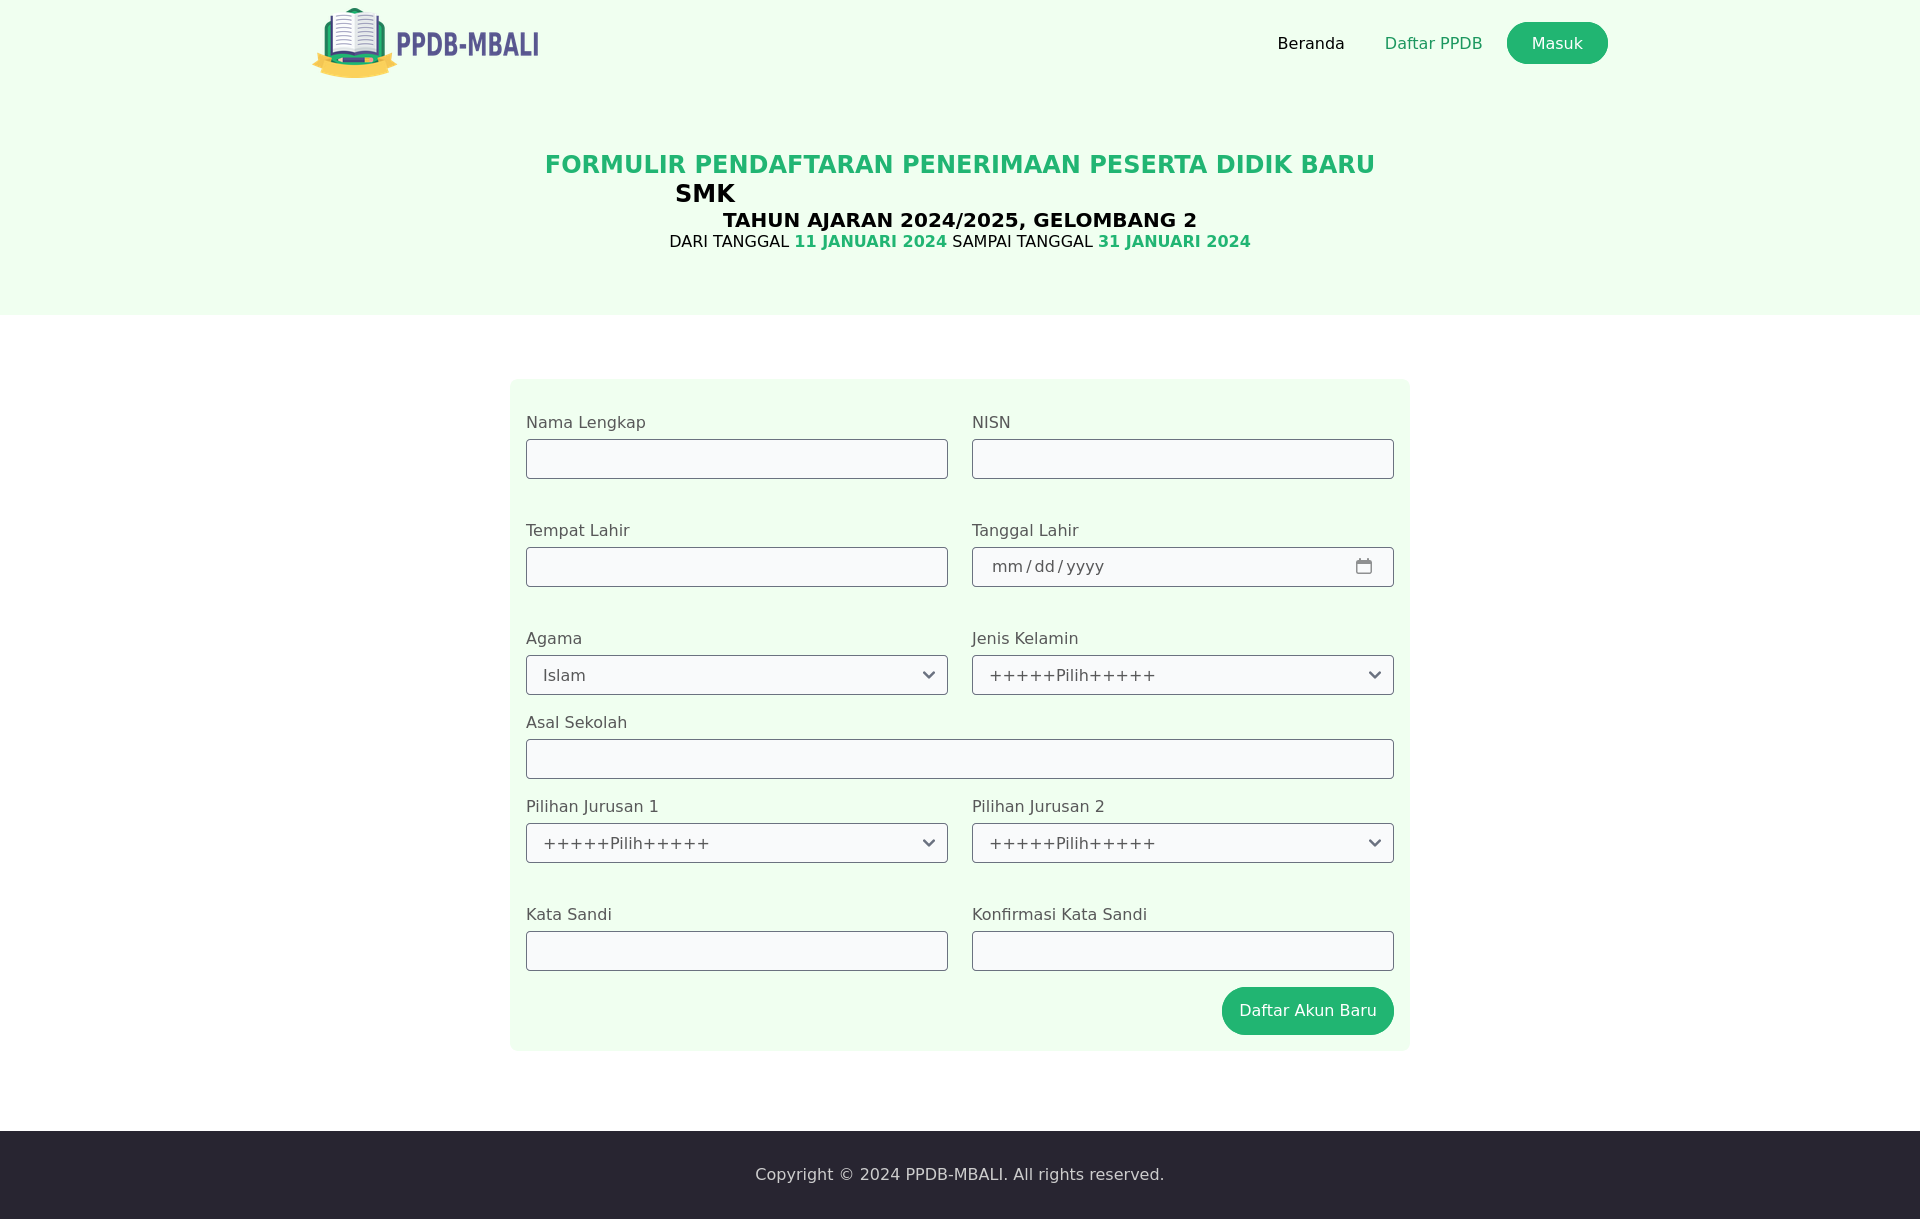 PPDB-MBALI
Beranda
Daftar PPDB
Masuk
FORMULIR PENDAFTARAN PENERIMAAN PESERTA DIDIK BARU
SMK
TAHUN AJARAN 2024/2025, GELOMBANG 2
DARI TANGGAL 11 JANUARI 2024 SAMPAI TANGGAL 31 JANUARI 2024
Nama Lengkap
NISN
Tempat Lahir
Tanggal Lahir
mm/dd/yyyy
Agama
Jenis Kelamin
Islam
+++++Pilih+++++
Asal Sekolah
Pilihan Jurusan 1
Pilihan Jurusan 2
+++++Pilih+++++
+++++Pilih+++++
Kata Sandi
Konfirmasi Kata Sandi
Daftar Akun Baru
Copyright © 2024 PPDB-MBALI. All rights reserved.